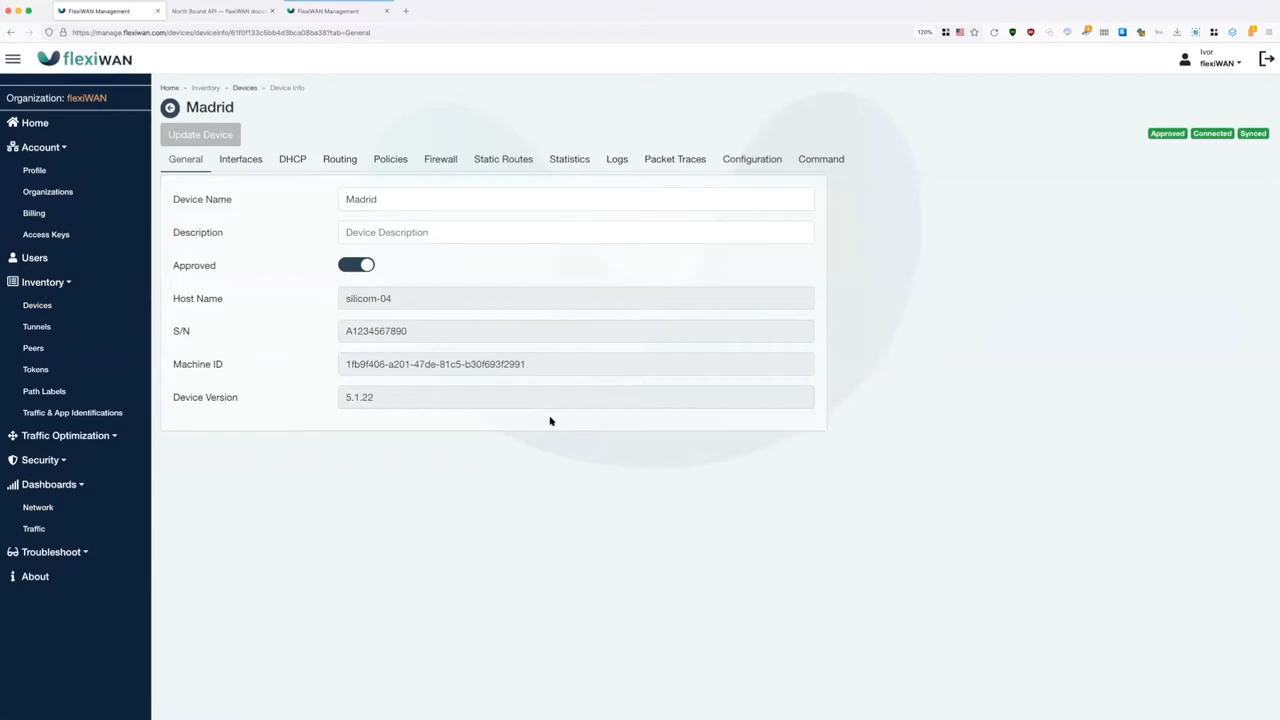 FlexiWAN Management
North Bound API — flexiWAN docu
FlexiWAN Management
https://manage.flexiwan.com/devices/deviceinfo/61f0f133c5bb4d3bca08ba38?tab=General
120%
flexiWAN
Ivor
flexiWAN
Organization: flexiWAN
Home
Account
Profile
Organizations
Billing
Access Keys
Users
Inventory
Devices
Tunnels
Peers
Tokens
Path Labels
Traffic & App Identifications
Traffic Optimization
Security
Dashboards
Network
Traffic
Troubleshoot
About
Home Inventory Devices Device Info
Madrid
Update Device
Approved Connected Synced
General Interfaces DHCP Routing Policies Firewall Static Routes Statistics Logs Packet Traces Configuration Command
Device Name Madrid
Description Device Description
Approved
Host Name silicom-04
S/N A1234567890
Machine ID 1fb9f406-a201-47de-81c5-b30f693f2991
Device Version 5.1.22